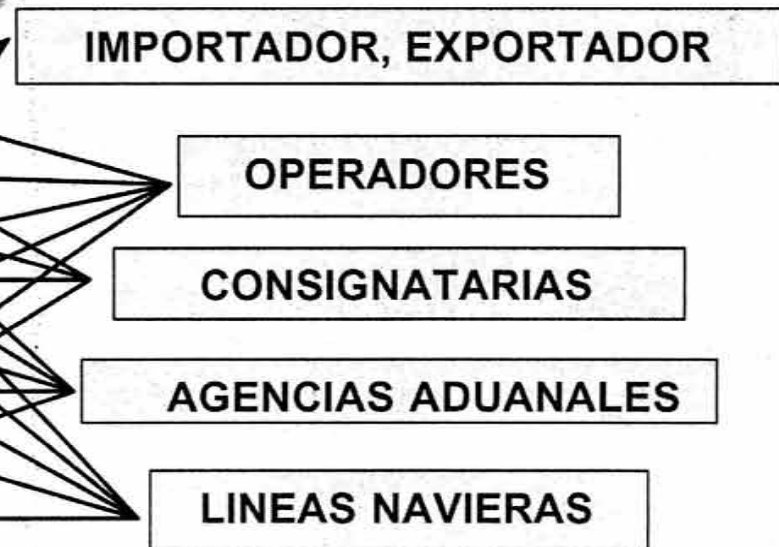 IMPORTADOR, EXPORTADOR
OPERADORES
CONSIGNATARIAS
AGENCIAS ADUANALES
LINEAS NAVIERAS